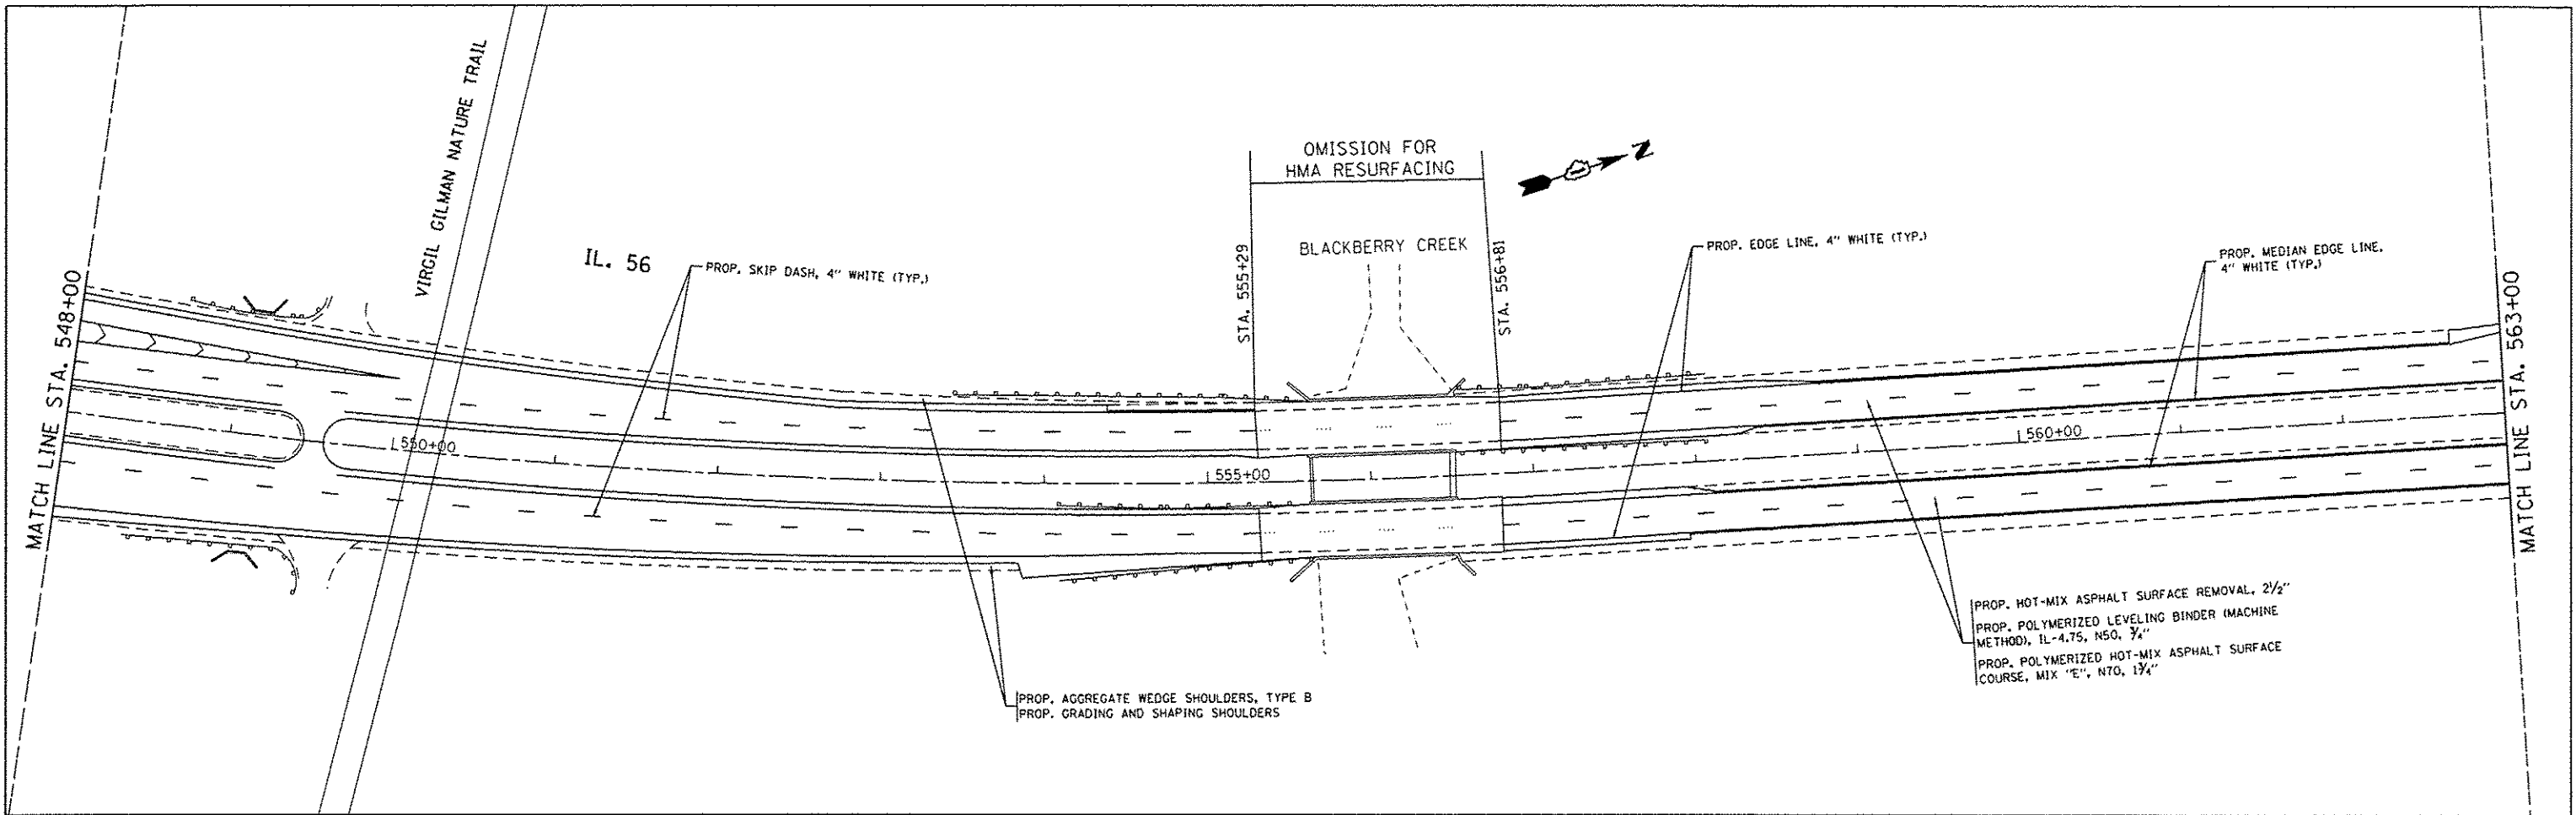 MATCH LINE STA. 548+00
VIRGIL GILMAN NATURE TRAIL
IL. 56
PROP. SKIP DASH, 4" WHITE (TYP.)
OMISSION FOR
HMA RESURFACING
STA. 555+29
BLACKBERRY CREEK
STA. 556+81
N
PROP. EDGE LINE, 4" WHITE (TYP.)
PROP. MEDIAN EDGE LINE,
4" WHITE (TYP.)
MATCH LINE STA. 563+00
550+00
555+00
560+00
PROP. AGGREGATE WEDGE SHOULDERS, TYPE B
PROP. GRADING AND SHAPING SHOULDERS
PROP. HOT-MIX ASPHALT SURFACE REMOVAL, 2½"
PROP. POLYMERIZED LEVELING BINDER (MACHINE
METHOD), IL-4.75, N50, ¾"
PROP. POLYMERIZED HOT-MIX ASPHALT SURFACE
COURSE, MIX "E", N70, 1¾"